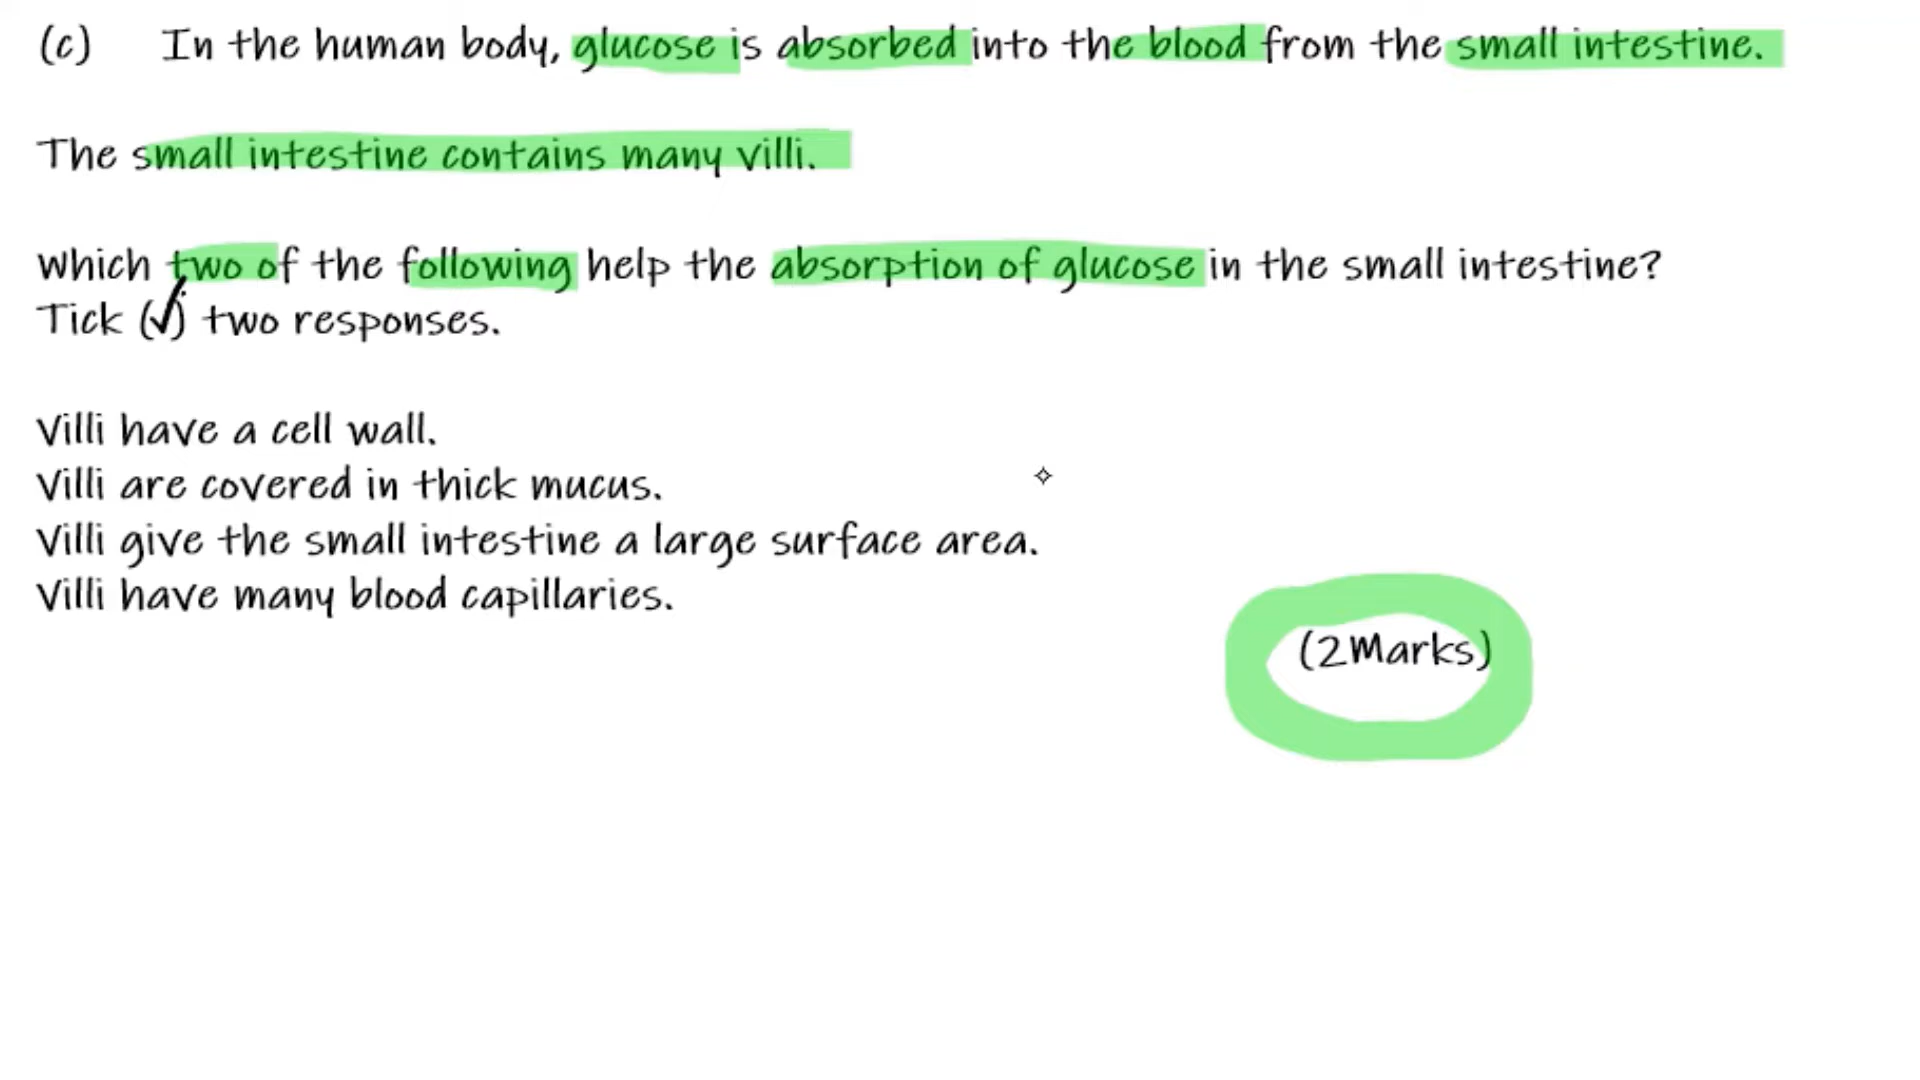 (c) In the human body, glucose is absorbed into the blood from the small intestine.
The small intestine contains many villi.
Which two of the following help the absorption of glucose in the small intestine?
Tick (✓) two responses.
Villi have a cell wall.
Villi are covered in thick mucus.
Villi give the small intestine a large surface area.
Villi have many blood capillaries.
(2Marks)